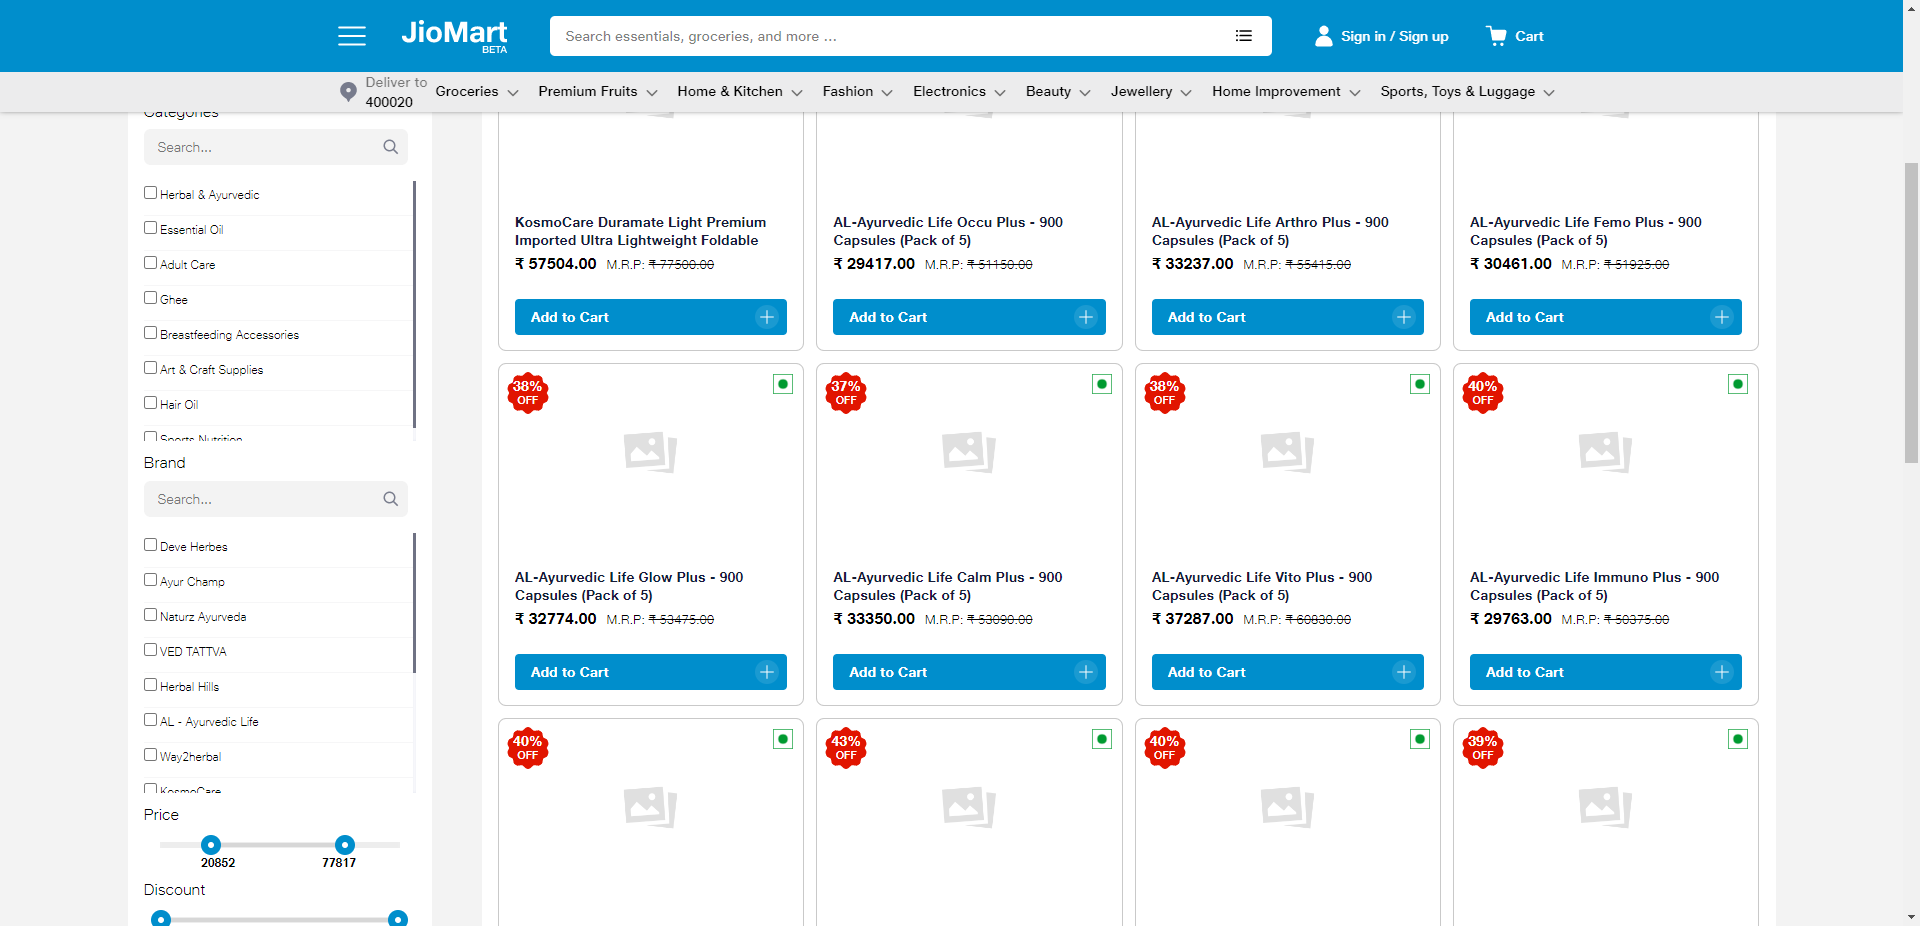 JioMart
BETA
Search essentials, groceries, and more ...
Sign in / Sign up
Cart
Deliver to
400020
Groceries
Premium Fruits
Home & Kitchen
Fashion
Electronics
Beauty
Jewellery
Home Improvement
Sports, Toys & Luggage
Categories
Search...
Herbal & Ayurvedic
Essential Oil
Adult Care
Ghee
Breastfeeding Accessories
Art & Craft Supplies
Hair Oil
Sports Nutrition
Brand
Search...
Deve Herbes
Ayur Champ
Naturz Ayurveda
VED TATTVA
Herbal Hills
AL - Ayurvedic Life
Way2herbal
KosmoCare
Price
20852
77817
Discount
KosmoCare Duramate Light Premium
Imported Ultra Lightweight Foldable
₹ 57504.00 M.R.P: ₹ 77500.00
Add to Cart
AL-Ayurvedic Life Occu Plus - 900
Capsules (Pack of 5)
₹ 29417.00 M.R.P: ₹ 51150.00
Add to Cart
AL-Ayurvedic Life Arthro Plus - 900
Capsules (Pack of 5)
₹ 33237.00 M.R.P: ₹ 55415.00
Add to Cart
AL-Ayurvedic Life Femo Plus - 900
Capsules (Pack of 5)
₹ 30461.00 M.R.P: ₹ 51925.00
Add to Cart
38%
OFF
AL-Ayurvedic Life Glow Plus - 900
Capsules (Pack of 5)
₹ 32774.00 M.R.P: ₹ 53475.00
Add to Cart
37%
OFF
AL-Ayurvedic Life Calm Plus - 900
Capsules (Pack of 5)
₹ 33350.00 M.R.P: ₹ 53090.00
Add to Cart
38%
OFF
AL-Ayurvedic Life Vito Plus - 900
Capsules (Pack of 5)
₹ 37287.00 M.R.P: ₹ 60830.00
Add to Cart
40%
OFF
AL-Ayurvedic Life Immuno Plus - 900
Capsules (Pack of 5)
₹ 29763.00 M.R.P: ₹ 50375.00
Add to Cart
40%
OFF
43%
OFF
40%
OFF
39%
OFF